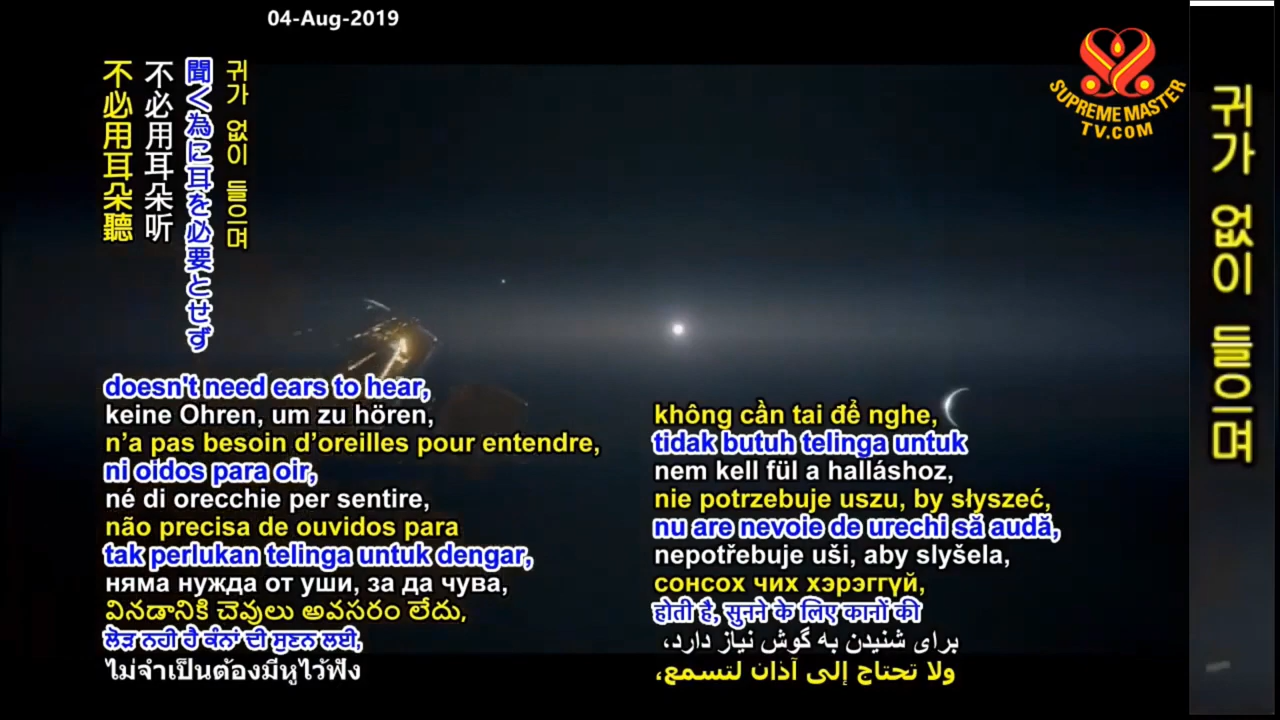 04-Aug-2019
SUPREME MASTER
TV.COM
不必用耳朵聽
不必用耳朵听
聞く為に耳を必要とせず
귀가 없이 들으며
doesn't need ears to hear,
keine Ohren, um zu hören,
n’a pas besoin d’oreilles pour entendre,
ni oidos para oir,
né di orecchie per sentire,
não precisa de ouvidos para
tak perlukan telinga untuk dengar,
няма нужда от уши, за да чува,
వినడానికి చెవులు అవసరం లేదు,
ਲੋੜ ਨਹੀ ਹੈ ਕੰਨਾਂ ਦੀ ਸੁਣਨ ਲਈ,
ไม่จำเป็นต้องมีหูไว้ฟัง
không cần tai để nghe,
tidak butuh telinga untuk
nem kell fül a halláshoz,
nie potrzebuje uszu, by słyszeć,
nu are nevoie de urechi să audă,
nepotřebuje uši, aby slyšela,
сонсох чих хэрэггүй,
होती है, सुनने के लिए कानों की
برای شنیدن به گوش نیاز دارد،
ولا تحتاج إلى آذان لتسمع،
귀가 없이 들으며